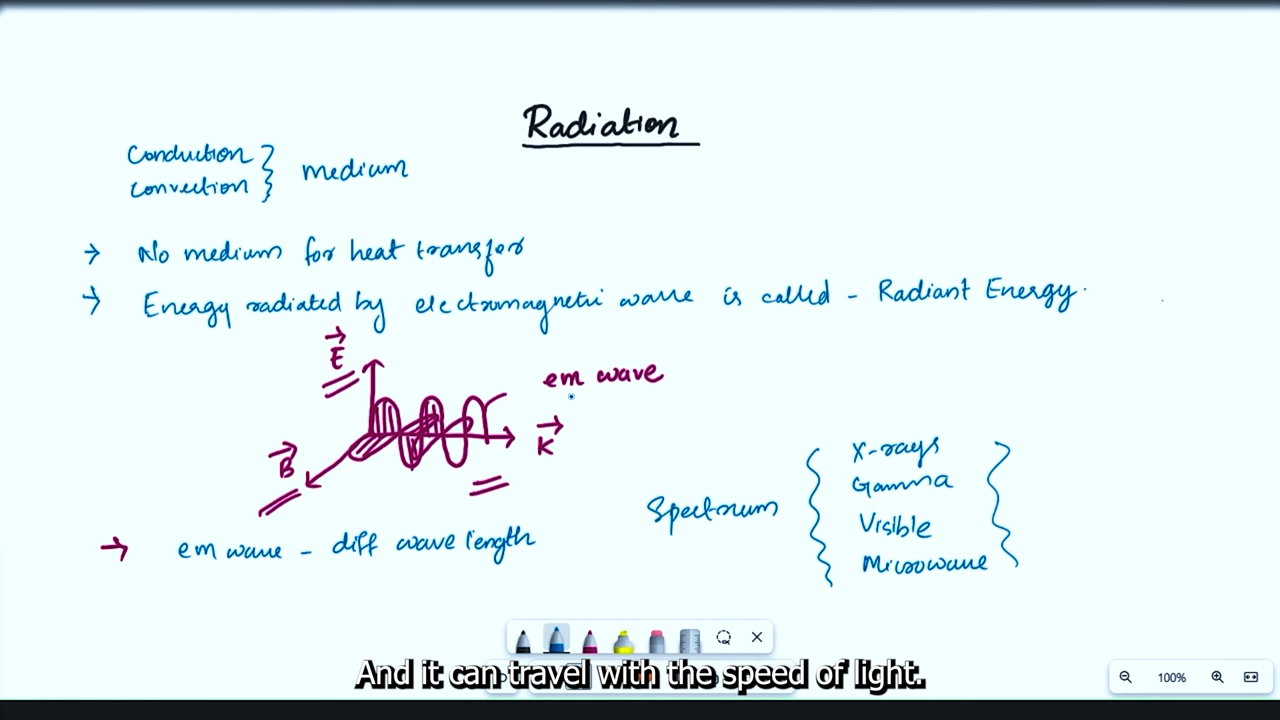 Radiation
Conduction
Convection
medium
→ No medium for heat transfer
→ Energy radiated by electromagnetic wave is called - Radiant Energy.
E
em wave
B
K
X-rays
Gamma
Spectrum
Visible
Microwave
→ em wave - diff wavelength
And it can travel with the speed of light.
100%